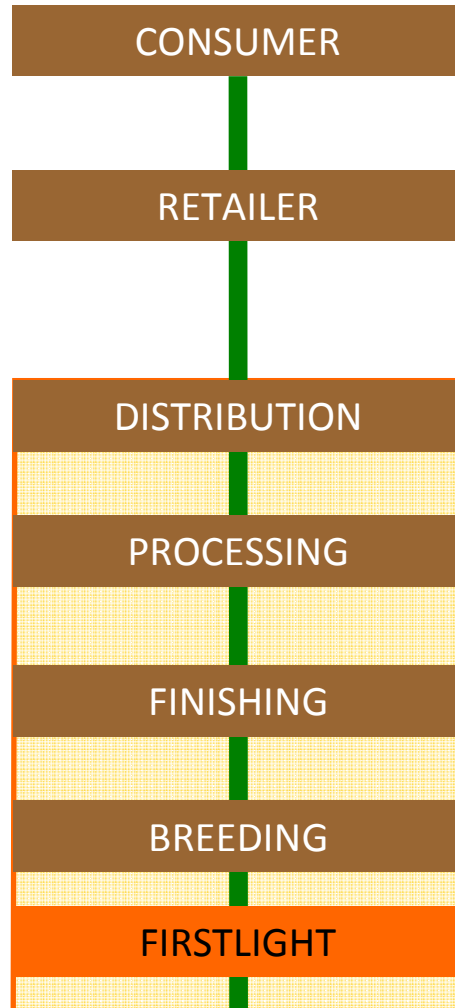 CONSUMER
RETAILER
DISTRIBUTION
PROCESSING
FINISHING
BREEDING
FIRSTLIGHT